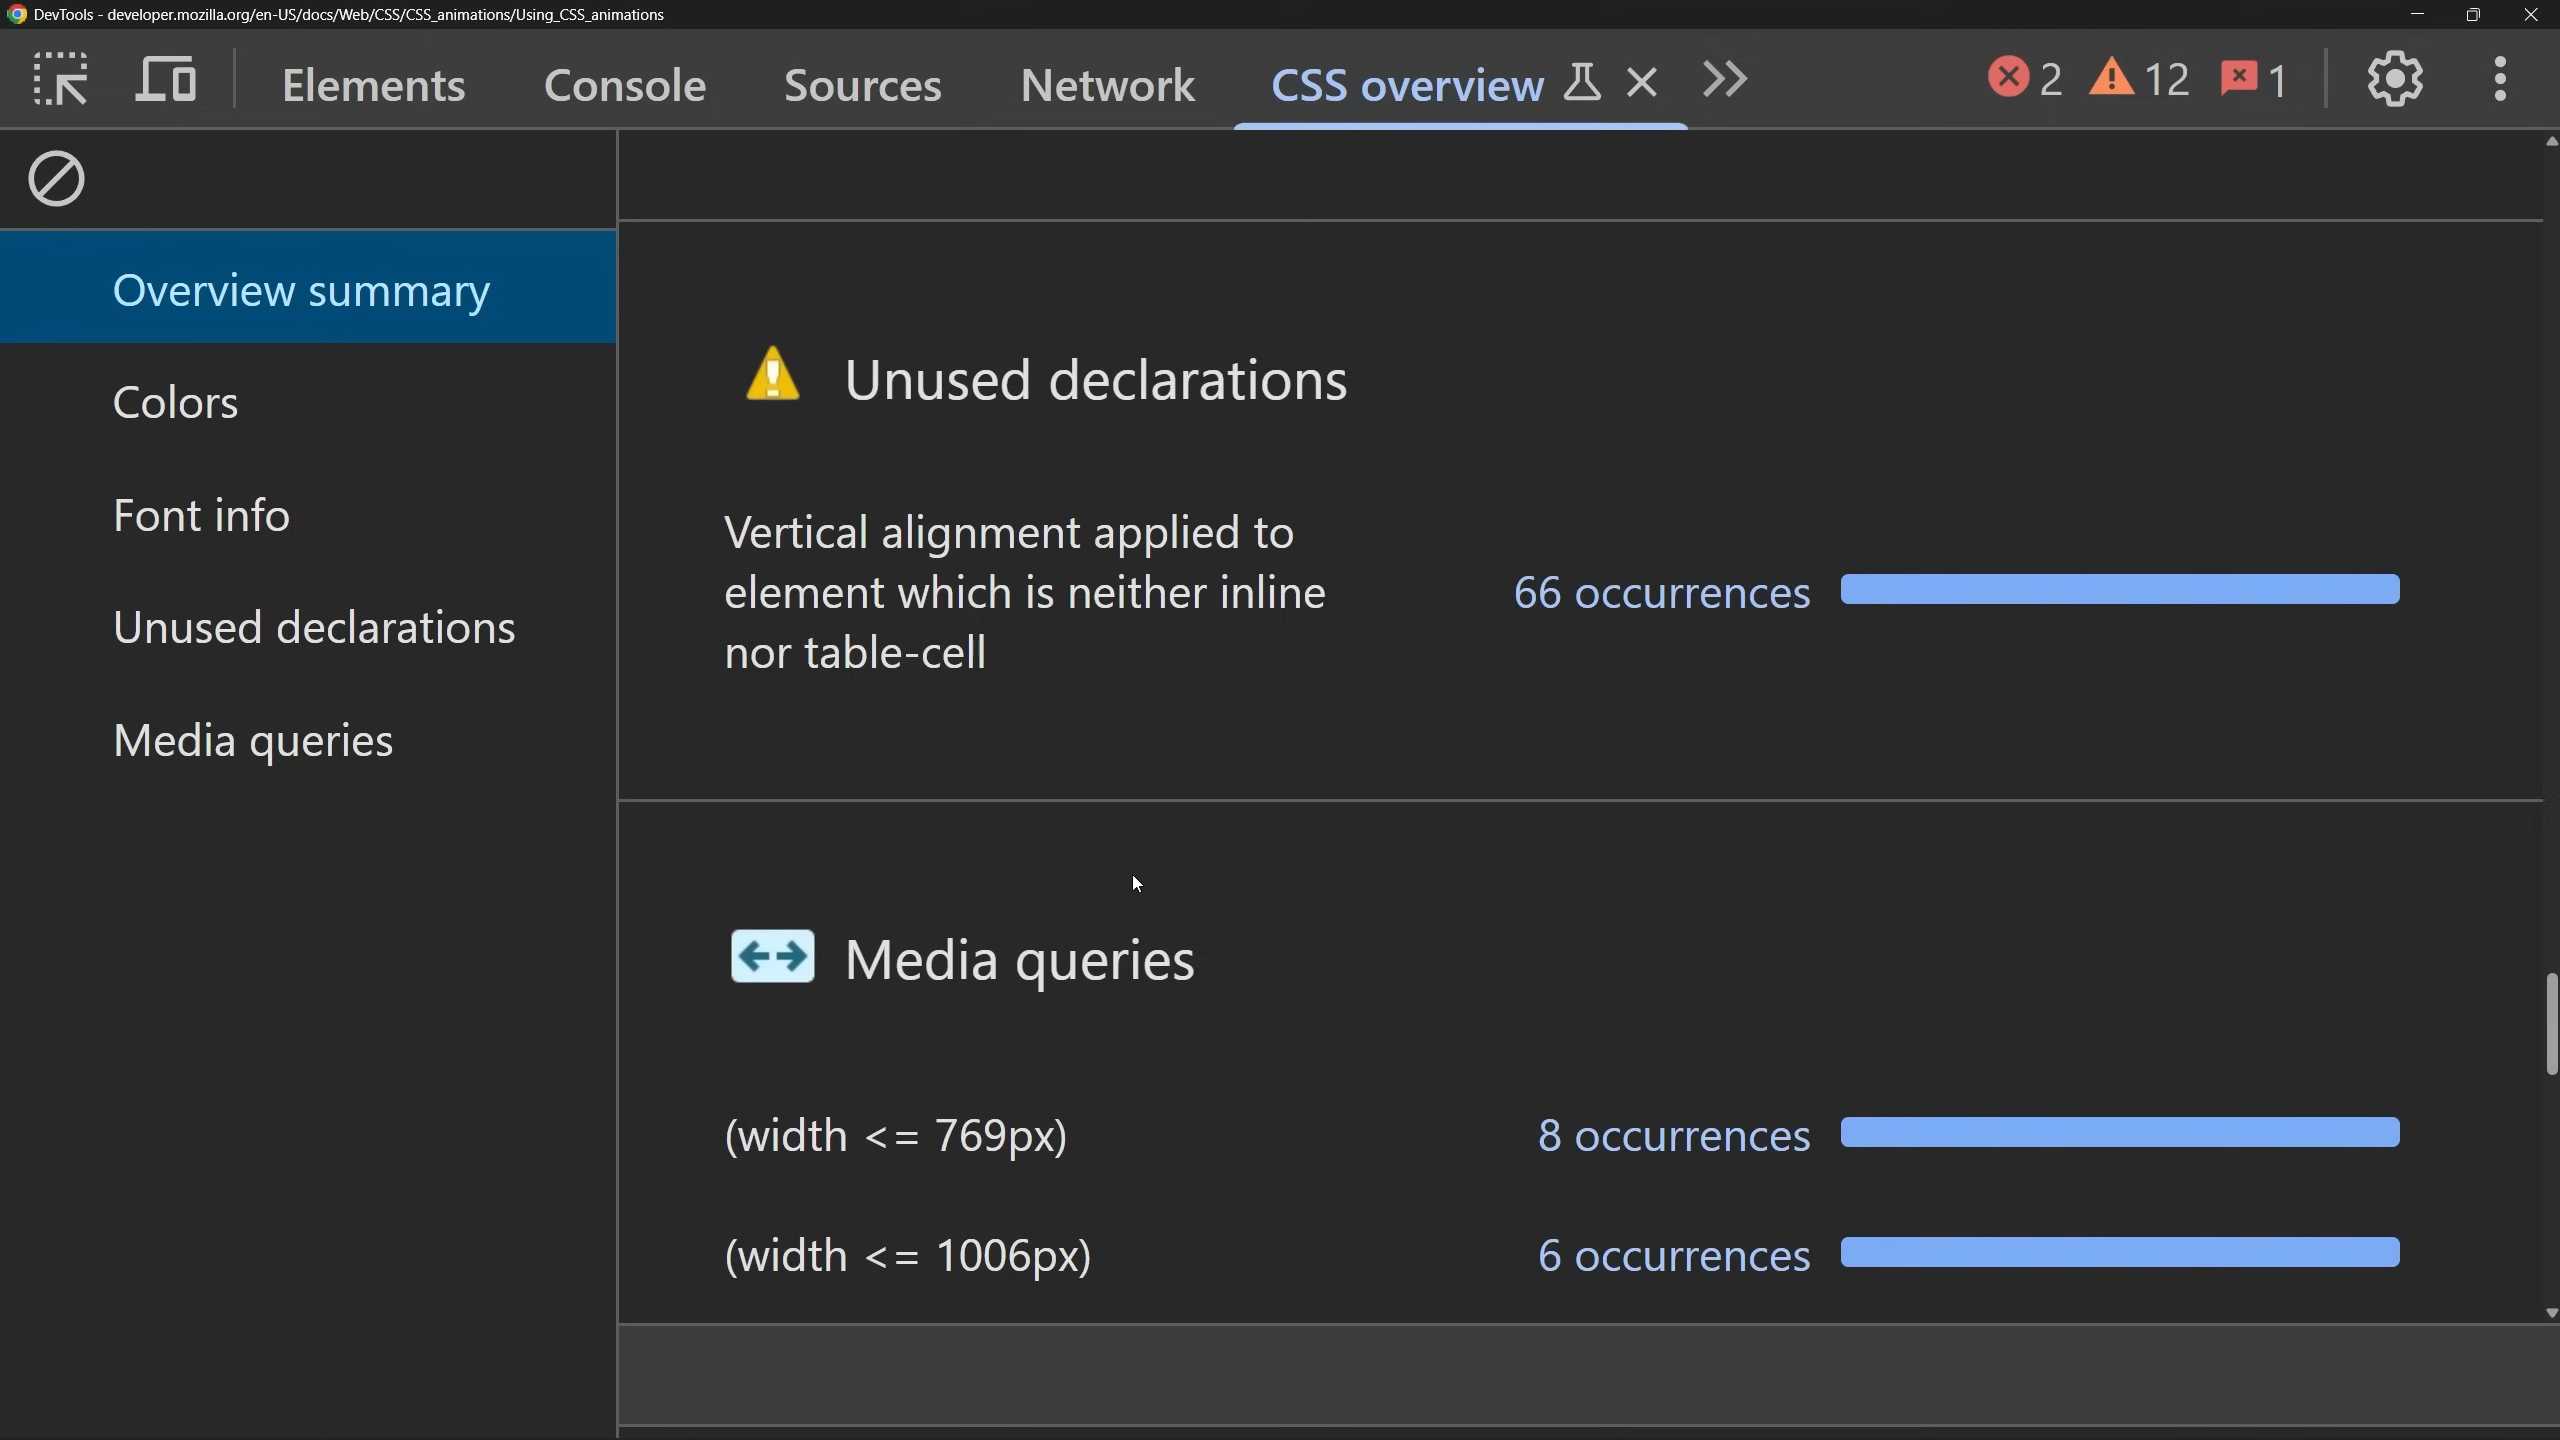 DevTools - developer.mozilla.org/en-US/docs/Web/CSS/CSS_animations/Using_CSS_animations
Elements Console Sources Network CSS overview 2 12 1
Overview summary
Colors
Font info
Unused declarations
Media queries
Unused declarations
Vertical alignment applied to
element which is neither inline
nor table-cell
66 occurrences
Media queries
(width <= 769px) 8 occurrences
(width <= 1006px) 6 occurrences